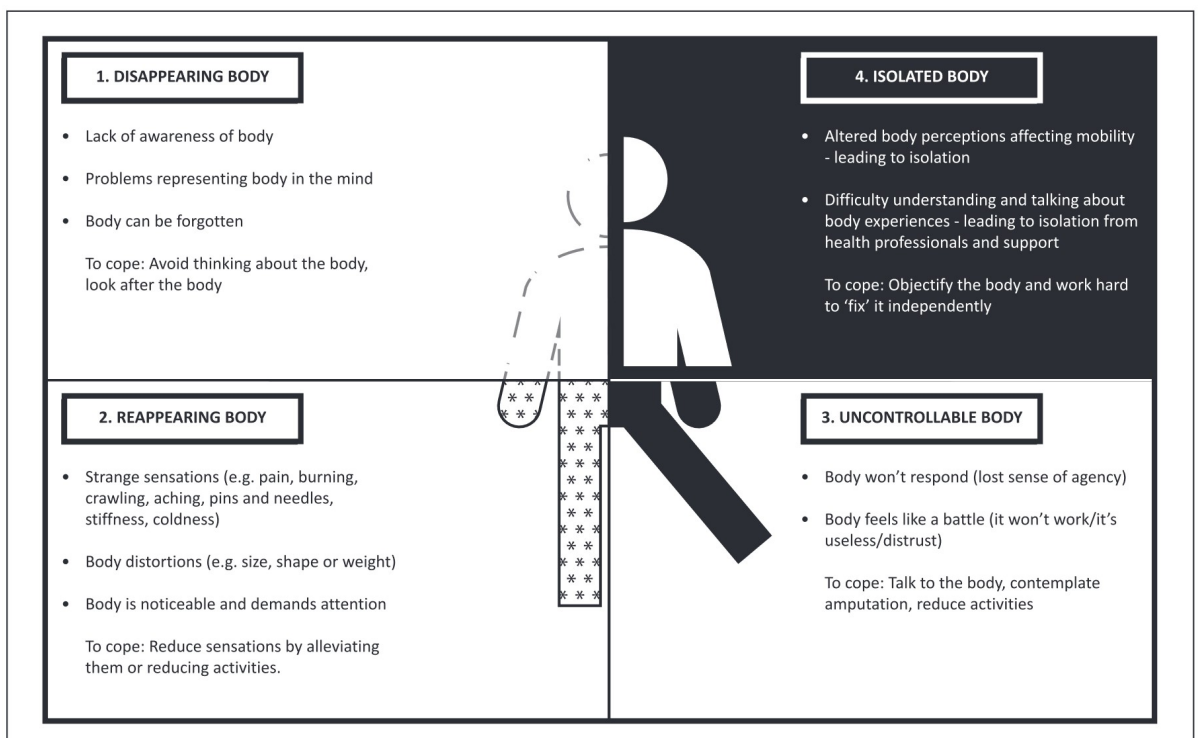 1. DISAPPEARING BODY
• Lack of awareness of body
• Problems representing body in the mind
• Body can be forgotten
To cope: Avoid thinking about the body,
look after the body
2. REAPPEARING BODY
• Strange sensations (e.g. pain, burning,
crawling, aching, pins and needles,
stiffness, coldness)
• Body distortions (e.g. size, shape or weight)
• Body is noticeable and demands attention
To cope: Reduce sensations by alleviating
them or reducing activities.
3. UNCONTROLLABLE BODY
• Body won’t respond (lost sense of agency)
• Body feels like a battle (it won’t work/it’s
useless/distrust)
To cope: Talk to the body, contemplate
amputation, reduce activities
4. ISOLATED BODY
• Altered body perceptions affecting mobility
- leading to isolation
• Difficulty understanding and talking about
body experiences - leading to isolation from
health professionals and support
To cope: Objectify the body and work hard
to ‘fix’ it independently